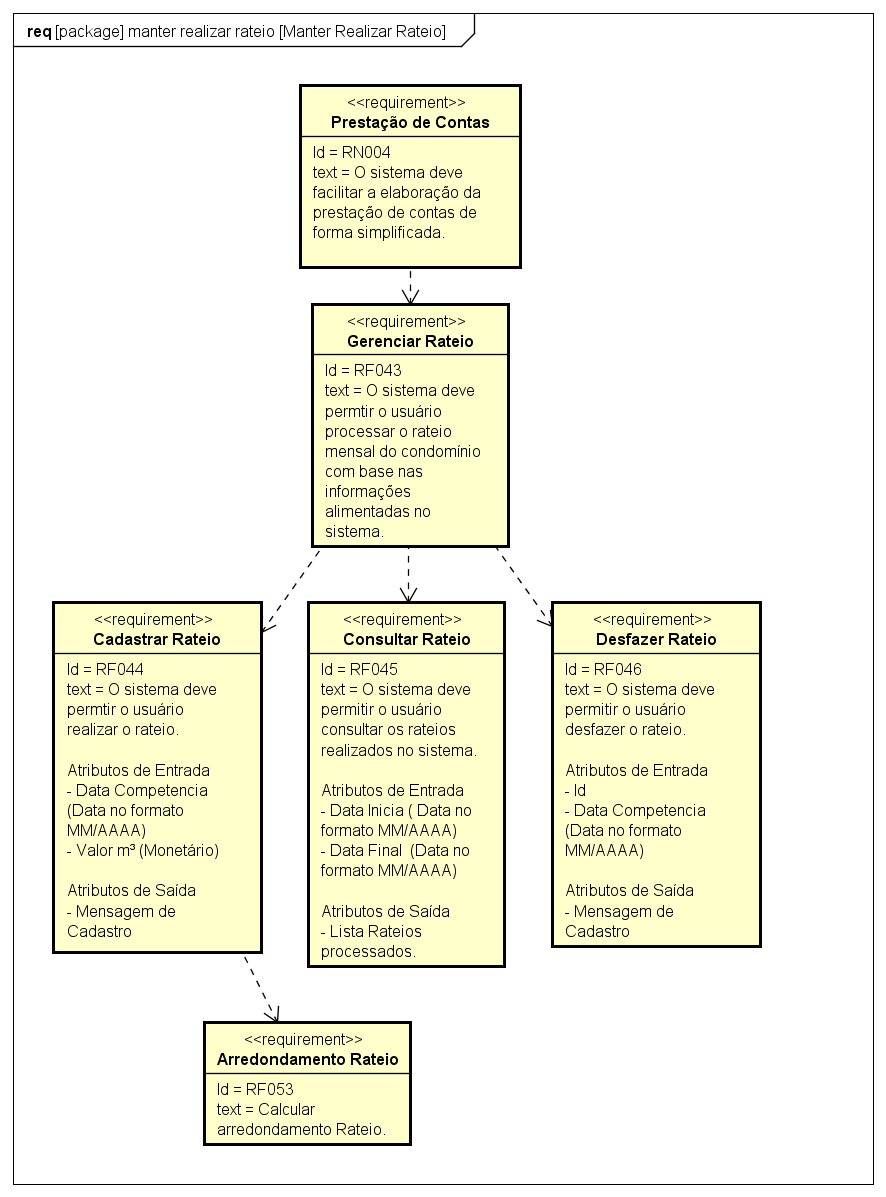 req [package] manter realizar rateio [Manter Realizar Rateio]
<<requirement>>
Prestação de Contas
Id = RN004
text = O sistema deve
facilitar a elaboração da
prestação de contas de
forma simplificada.
<<requirement>>
Gerenciar Rateio
Id = RF043
text = O sistema deve
permtir o usuário
processar o rateio
mensal do condomínio
com base nas
informações
alimentadas no
sistema.
<<requirement>>
Cadastrar Rateio
Id = RF044
text = O sistema deve
permtir o usuário
realizar o rateio.
Atributos de Entrada
- Data Competencia
(Data no formato
MM/AAAA)
- Valor m³ (Monetário)
Atributos de Saída
- Mensagem de
Cadastro
<<requirement>>
Consultar Rateio
Id = RF045
text = O sistema deve
permitir o usuário
consultar os rateios
realizados no sistema.
Atributos de Entrada
- Data Inicia ( Data no
formato MM/AAAA)
- Data Final  (Data no
formato MM/AAAA)
Atributos de Saída
- Lista Rateios
processados.
<<requirement>>
Desfazer Rateio
Id = RF046
text = O sistema deve
permitir o usuário
desfazer o rateio.
Atributos de Entrada
- Id
- Data Competencia
(Data no formato
MM/AAAA)
Atributos de Saída
- Mensagem de
Cadastro
<<requirement>>
Arredondamento Rateio
Id = RF053
text = Calcular
arredondamento Rateio.